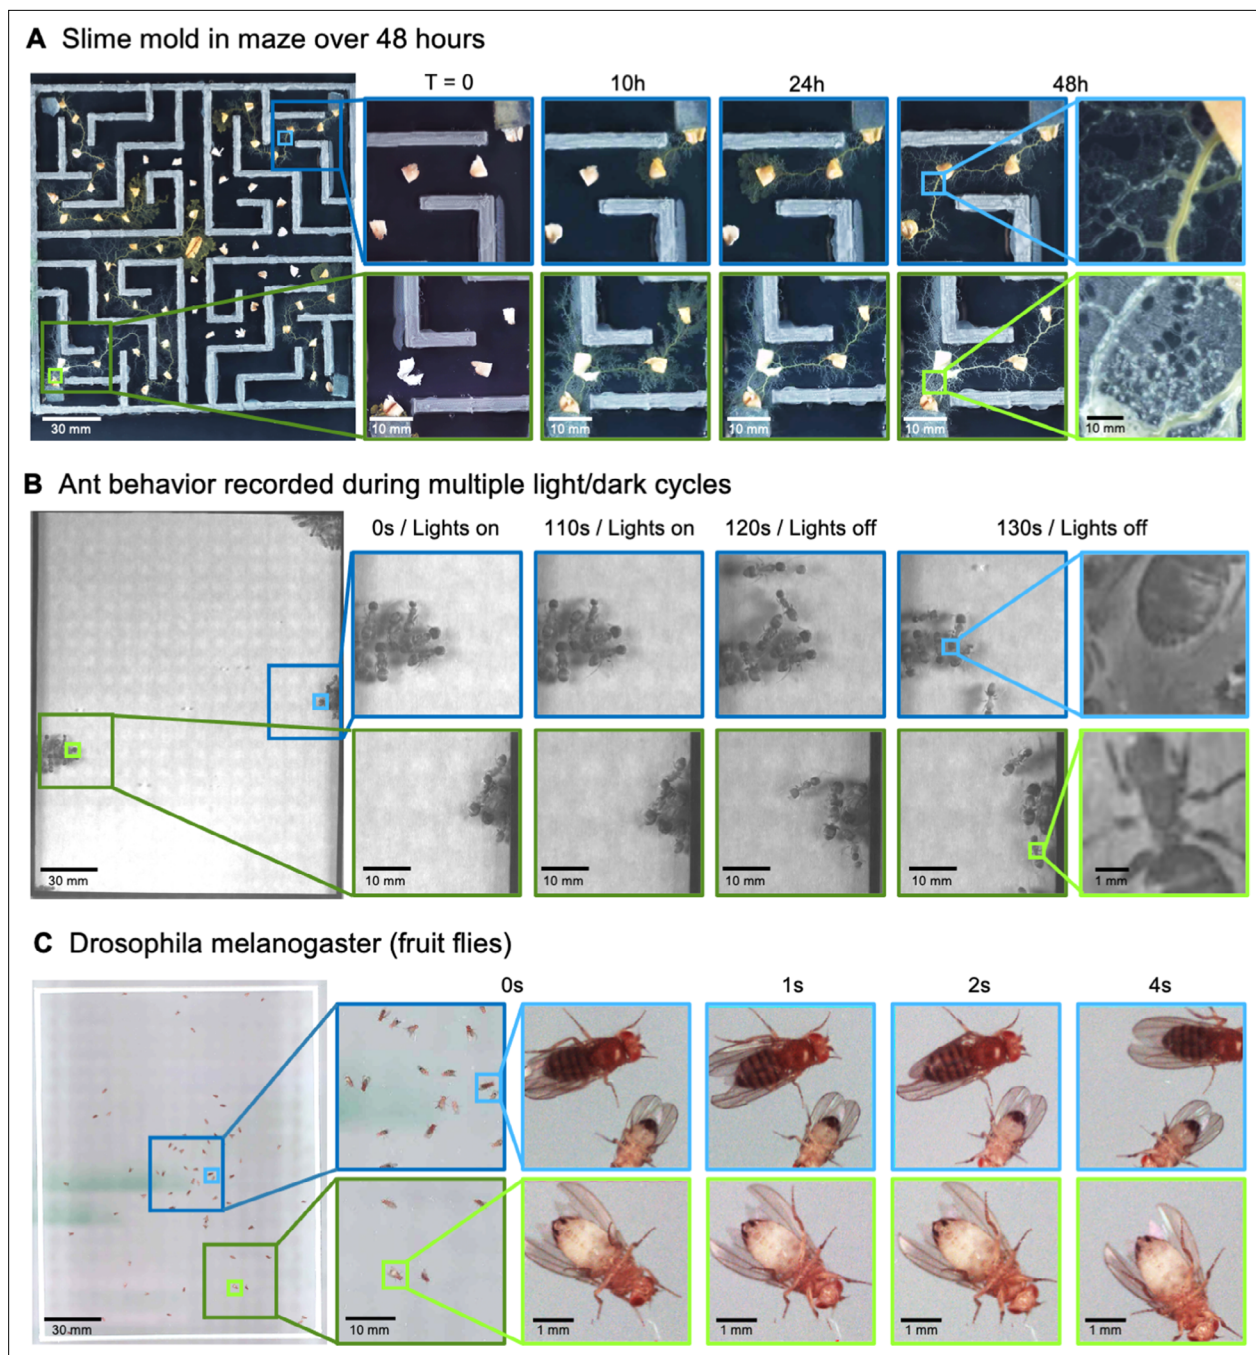 A Slime mold in maze over 48 hours
T = 0
10h
24h
48h
30 mm
10 mm
10 mm
10 mm
10 mm
10 mm
B Ant behavior recorded during multiple light/dark cycles
0s / Lights on
110s / Lights on
120s / Lights off
130s / Lights off
30 mm
10 mm
10 mm
10 mm
10 mm
1 mm
C Drosophila melanogaster (fruit flies)
0s
1s
2s
4s
30 mm
10 mm
1 mm
1 mm
1 mm
1 mm